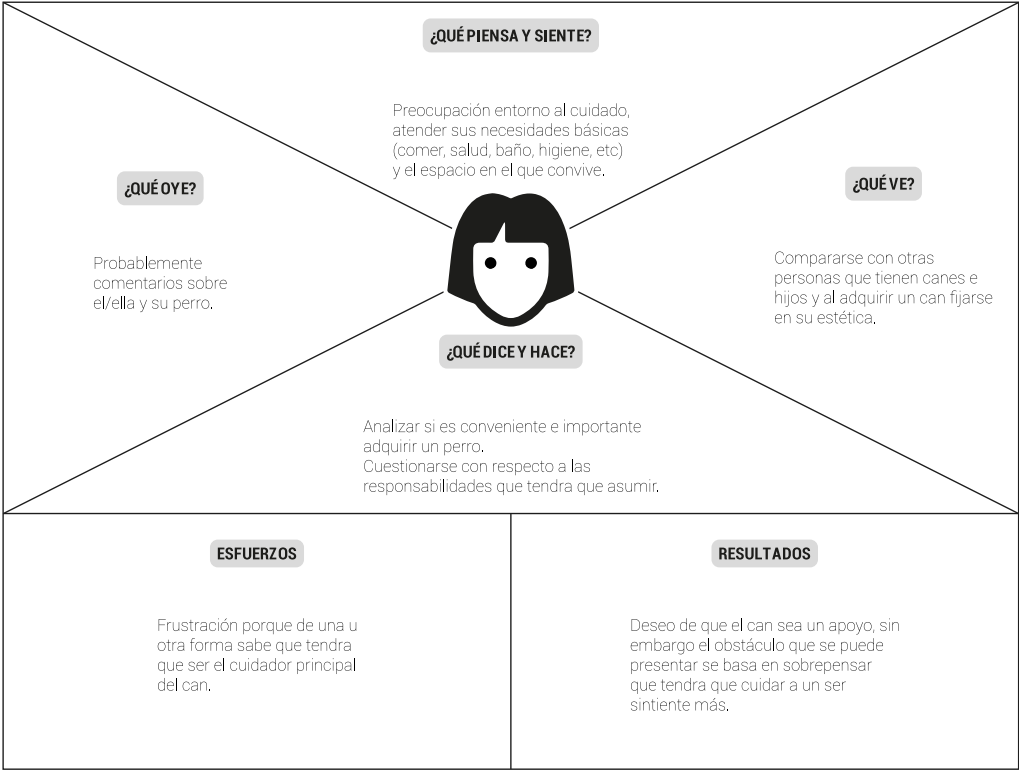 ¿QUÉ PIENSA Y SIENTE?
Preocupación entorno al cuidado,
atender sus necesidades básicas
(comer, salud, baño, higiene, etc)
y el espacio en el que convive.
¿QUÉ OYE?
Probablemente
comentarios sobre
el/ella y su perro.
¿QUÉ VE?
Compararse con otras
personas que tienen canes e
hijos y al adquirir un can fijarse
en su estética.
¿QUÉ DICE Y HACE?
Analizar si es conveniente e importante
adquirir un perro.
Cuestionarse con respecto a las
responsabilidades que tendra que asumir.
ESFUERZOS
Frustración porque de una u
otra forma sabe que tendra
que ser el cuidador principal
del can.
RESULTADOS
Deseo de que el can sea un apoyo, sin
embargo el obstáculo que se puede
presentar se basa en sobrepensar
que tendra que cuidar a un ser
sintiente más.